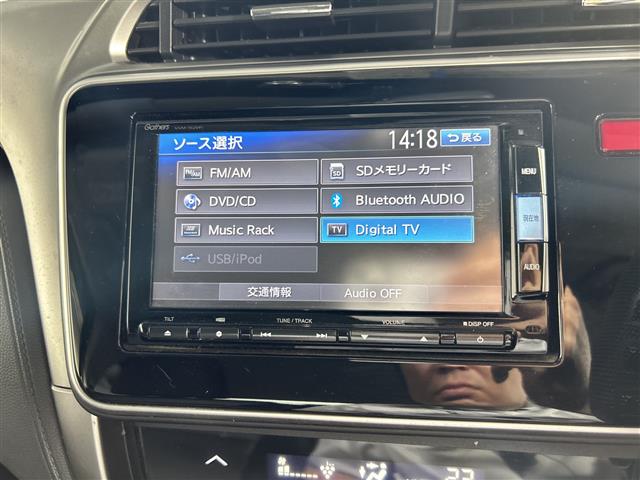 Gathers
ソース選択 14:18 戻る
FM/AM SDメモリーカード
DVD/CD Bluetooth AUDIO
Music Rack TV Digital TV
USB/iPod
交通情報 Audio OFF
MENU
現在地
AUDIO
TILT TUNE / TRACK VOLUME DISP OFF